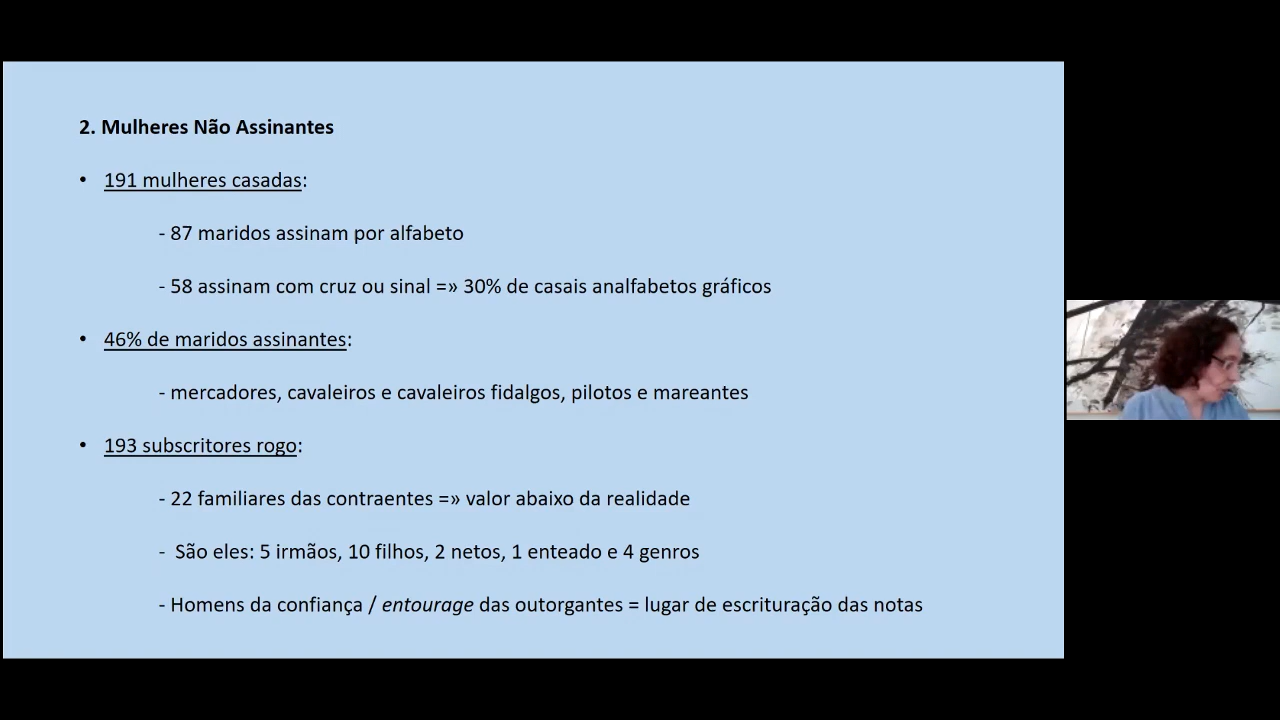 2. Mulheres Não Assinantes
• 191 mulheres casadas:
- 87 maridos assinam por alfabeto
- 58 assinam com cruz ou sinal =» 30% de casais analfabetos gráficos
• 46% de maridos assinantes:
- mercadores, cavaleiros e cavaleiros fidalgos, pilotos e mareantes
• 193 subscritores rogo:
- 22 familiares das contraentes =» valor abaixo da realidade
- São eles: 5 irmãos, 10 filhos, 2 netos, 1 enteado e 4 genros
- Homens da confiança / entourage das outorgantes = lugar de escrituração das notas